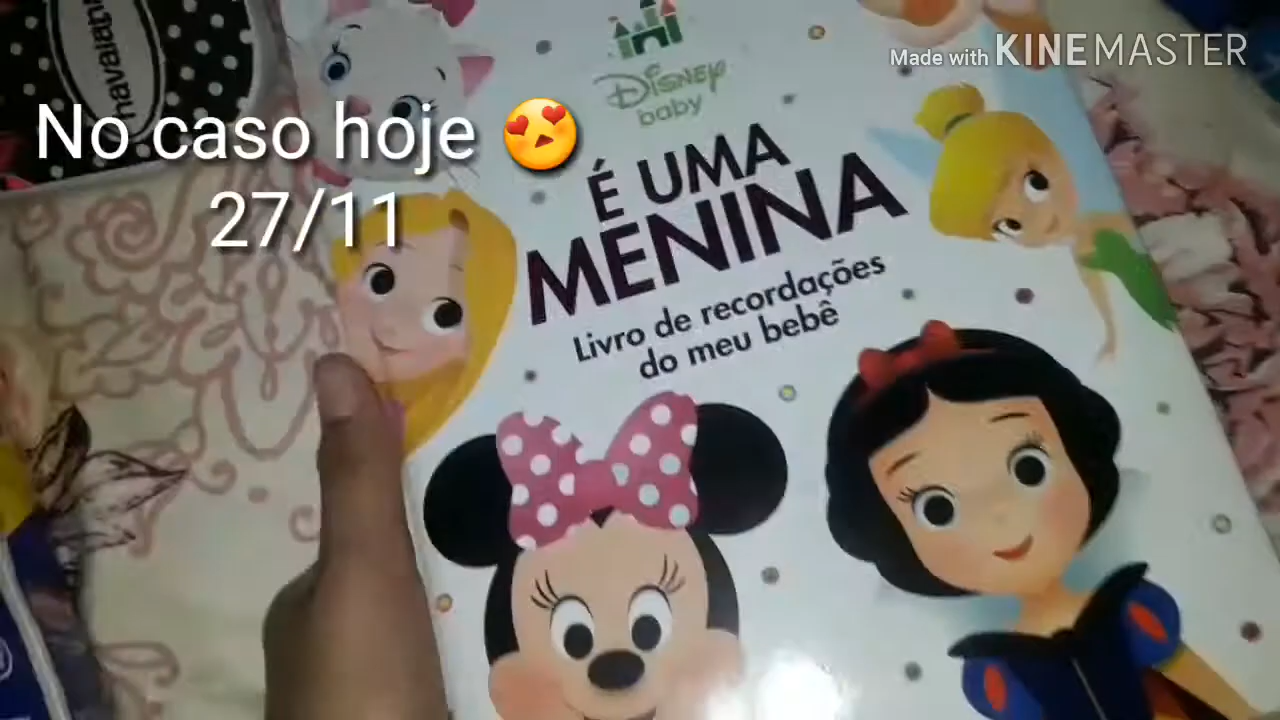 havaianas
Made with KINEMASTER
No caso hoje 😍
27/11
Disney
baby
É UMA
MENINA
Livro de recordações
do meu bebê